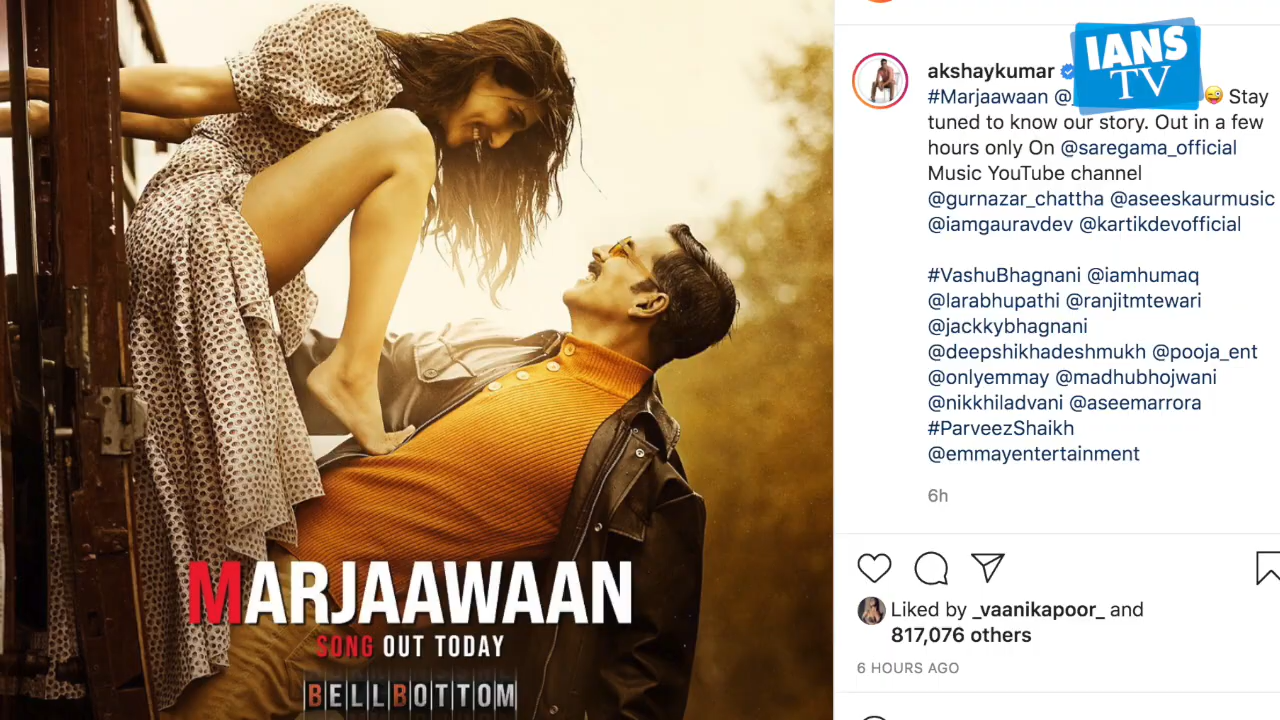 MARJAAWAAN
SONG OUT TODAY
BELLBOTTOM
IANS
TV
akshaykumar
#Marjaawaan @ 😜 Stay
tuned to know our story. Out in a few
hours only On @saregama_official
Music YouTube channel
@gurnazar_chattha @aseeskaurmusic
@iamgauravdev @kartikdevofficial
#VashuBhagnani @iamhumaq
@larabhupathi @ranjitmtewari
@jackkybhagnani
@deepshikhadeshmukh @pooja_ent
@onlyemmay @madhubhojwani
@nikkhiladvani @aseemarrora
#ParveezShaikh
@emmayentertainment
6h
Liked by _vaanikapoor_ and
817,076 others
6 HOURS AGO